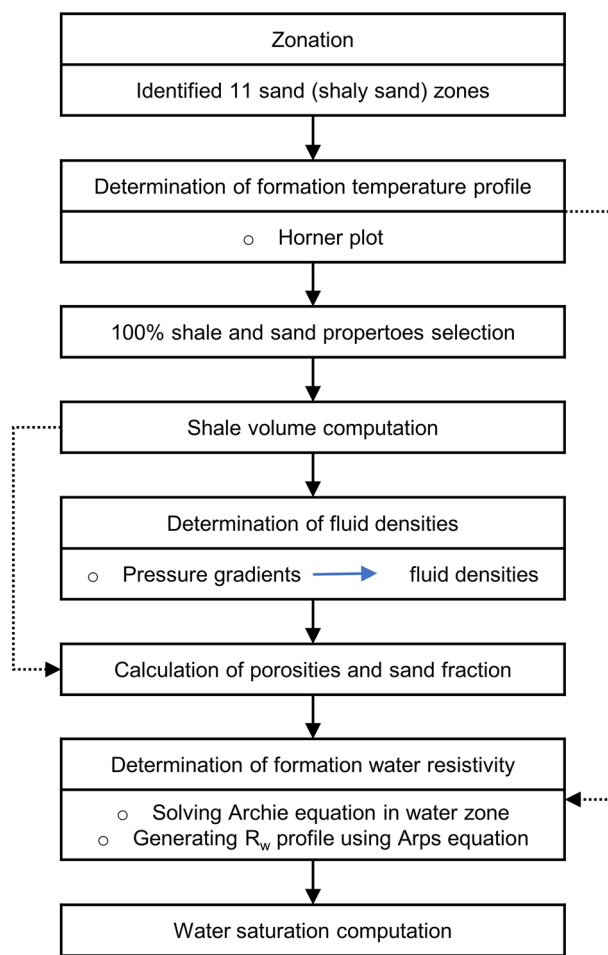 Zonation
Identified 11 sand (shaly sand) zones
Determination of formation temperature profile
○ Horner plot
100% shale and sand propertoes selection
Shale volume computation
Determination of fluid densities
○ Pressure gradients → fluid densities
Calculation of porosities and sand fraction
Determination of formation water resistivity
○ Solving Archie equation in water zone
○ Generating Rw profile using Arps equation
Water saturation computation